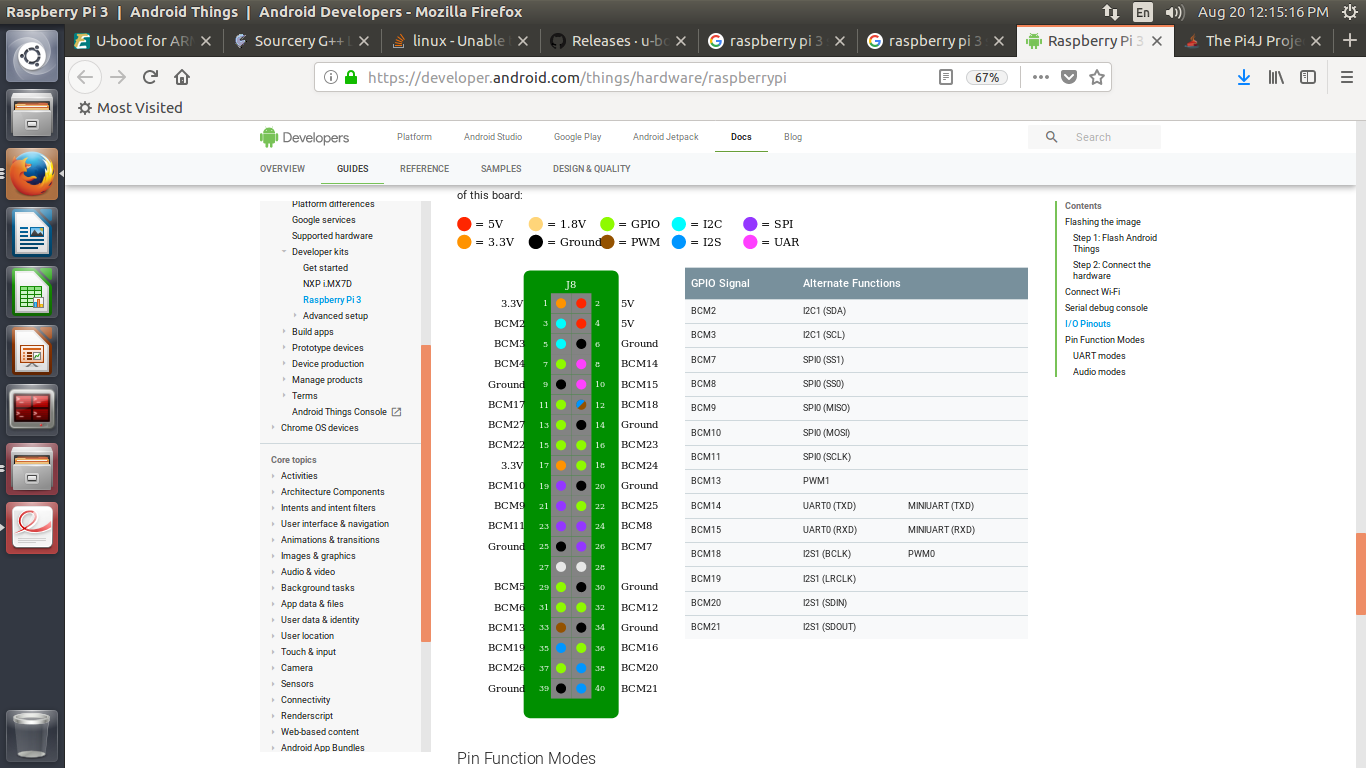 Raspberry Pi 3 | Android Things | Android Developers - Mozilla Firefox
En
Aug 20 12:15:16 PM
U-boot for ARM
Sourcery G++ L
linux - Unable
Releases · u-bo
raspberry pi 3
raspberry pi 3
Raspberry Pi 3
The Pi4J Proje
https://developer.android.com/things/hardware/raspberrypi
67%
Most Visited
Developers
Platform
Android Studio
Google Play
Android Jetpack
Docs
Blog
Search
OVERVIEW
GUIDES
REFERENCE
SAMPLES
DESIGN & QUALITY
Platform differences
Google services
Supported hardware
Developer kits
Get started
NXP i.MX7D
Raspberry Pi 3
Advanced setup
Build apps
Prototype devices
Device production
Manage products
Terms
Android Things Console
Chrome OS devices
Core topics
Activities
Architecture Components
Intents and intent filters
User interface & navigation
Animations & transitions
Images & graphics
Audio & video
Background tasks
App data & files
User data & identity
User location
Touch & input
Camera
Sensors
Connectivity
Renderscript
Web-based content
Android App Bundles
of this board:
= 5V = 1.8V = GPIO = I2C = SPI
= 3.3V = Ground = PWM = I2S = UAR
J8
3.3V 1 2 5V
BCM2 3 4 5V
BCM3 5 6 Ground
BCM4 7 8 BCM14
Ground 9 10 BCM15
BCM17 11 12 BCM18
BCM27 13 14 Ground
BCM22 15 16 BCM23
3.3V 17 18 BCM24
BCM10 19 20 Ground
BCM9 21 22 BCM25
BCM11 23 24 BCM8
Ground 25 26 BCM7
27 28
BCM5 29 30 Ground
BCM6 31 32 BCM12
BCM13 33 34 Ground
BCM19 35 36 BCM16
BCM26 37 38 BCM20
Ground 39 40 BCM21
GPIO Signal Alternate Functions
BCM2 I2C1 (SDA)
BCM3 I2C1 (SCL)
BCM7 SPI0 (SS1)
BCM8 SPI0 (SS0)
BCM9 SPI0 (MISO)
BCM10 SPI0 (MOSI)
BCM11 SPI0 (SCLK)
BCM13 PWM1
BCM14 UART0 (TXD) MINIUART (TXD)
BCM15 UART0 (RXD) MINIUART (RXD)
BCM18 I2S1 (BCLK) PWM0
BCM19 I2S1 (LRCLK)
BCM20 I2S1 (SDIN)
BCM21 I2S1 (SDOUT)
Pin Function Modes
Contents
Flashing the image
Step 1: Flash Android
Things
Step 2: Connect the
hardware
Connect Wi-Fi
Serial debug console
I/O Pinouts
Pin Function Modes
UART modes
Audio modes